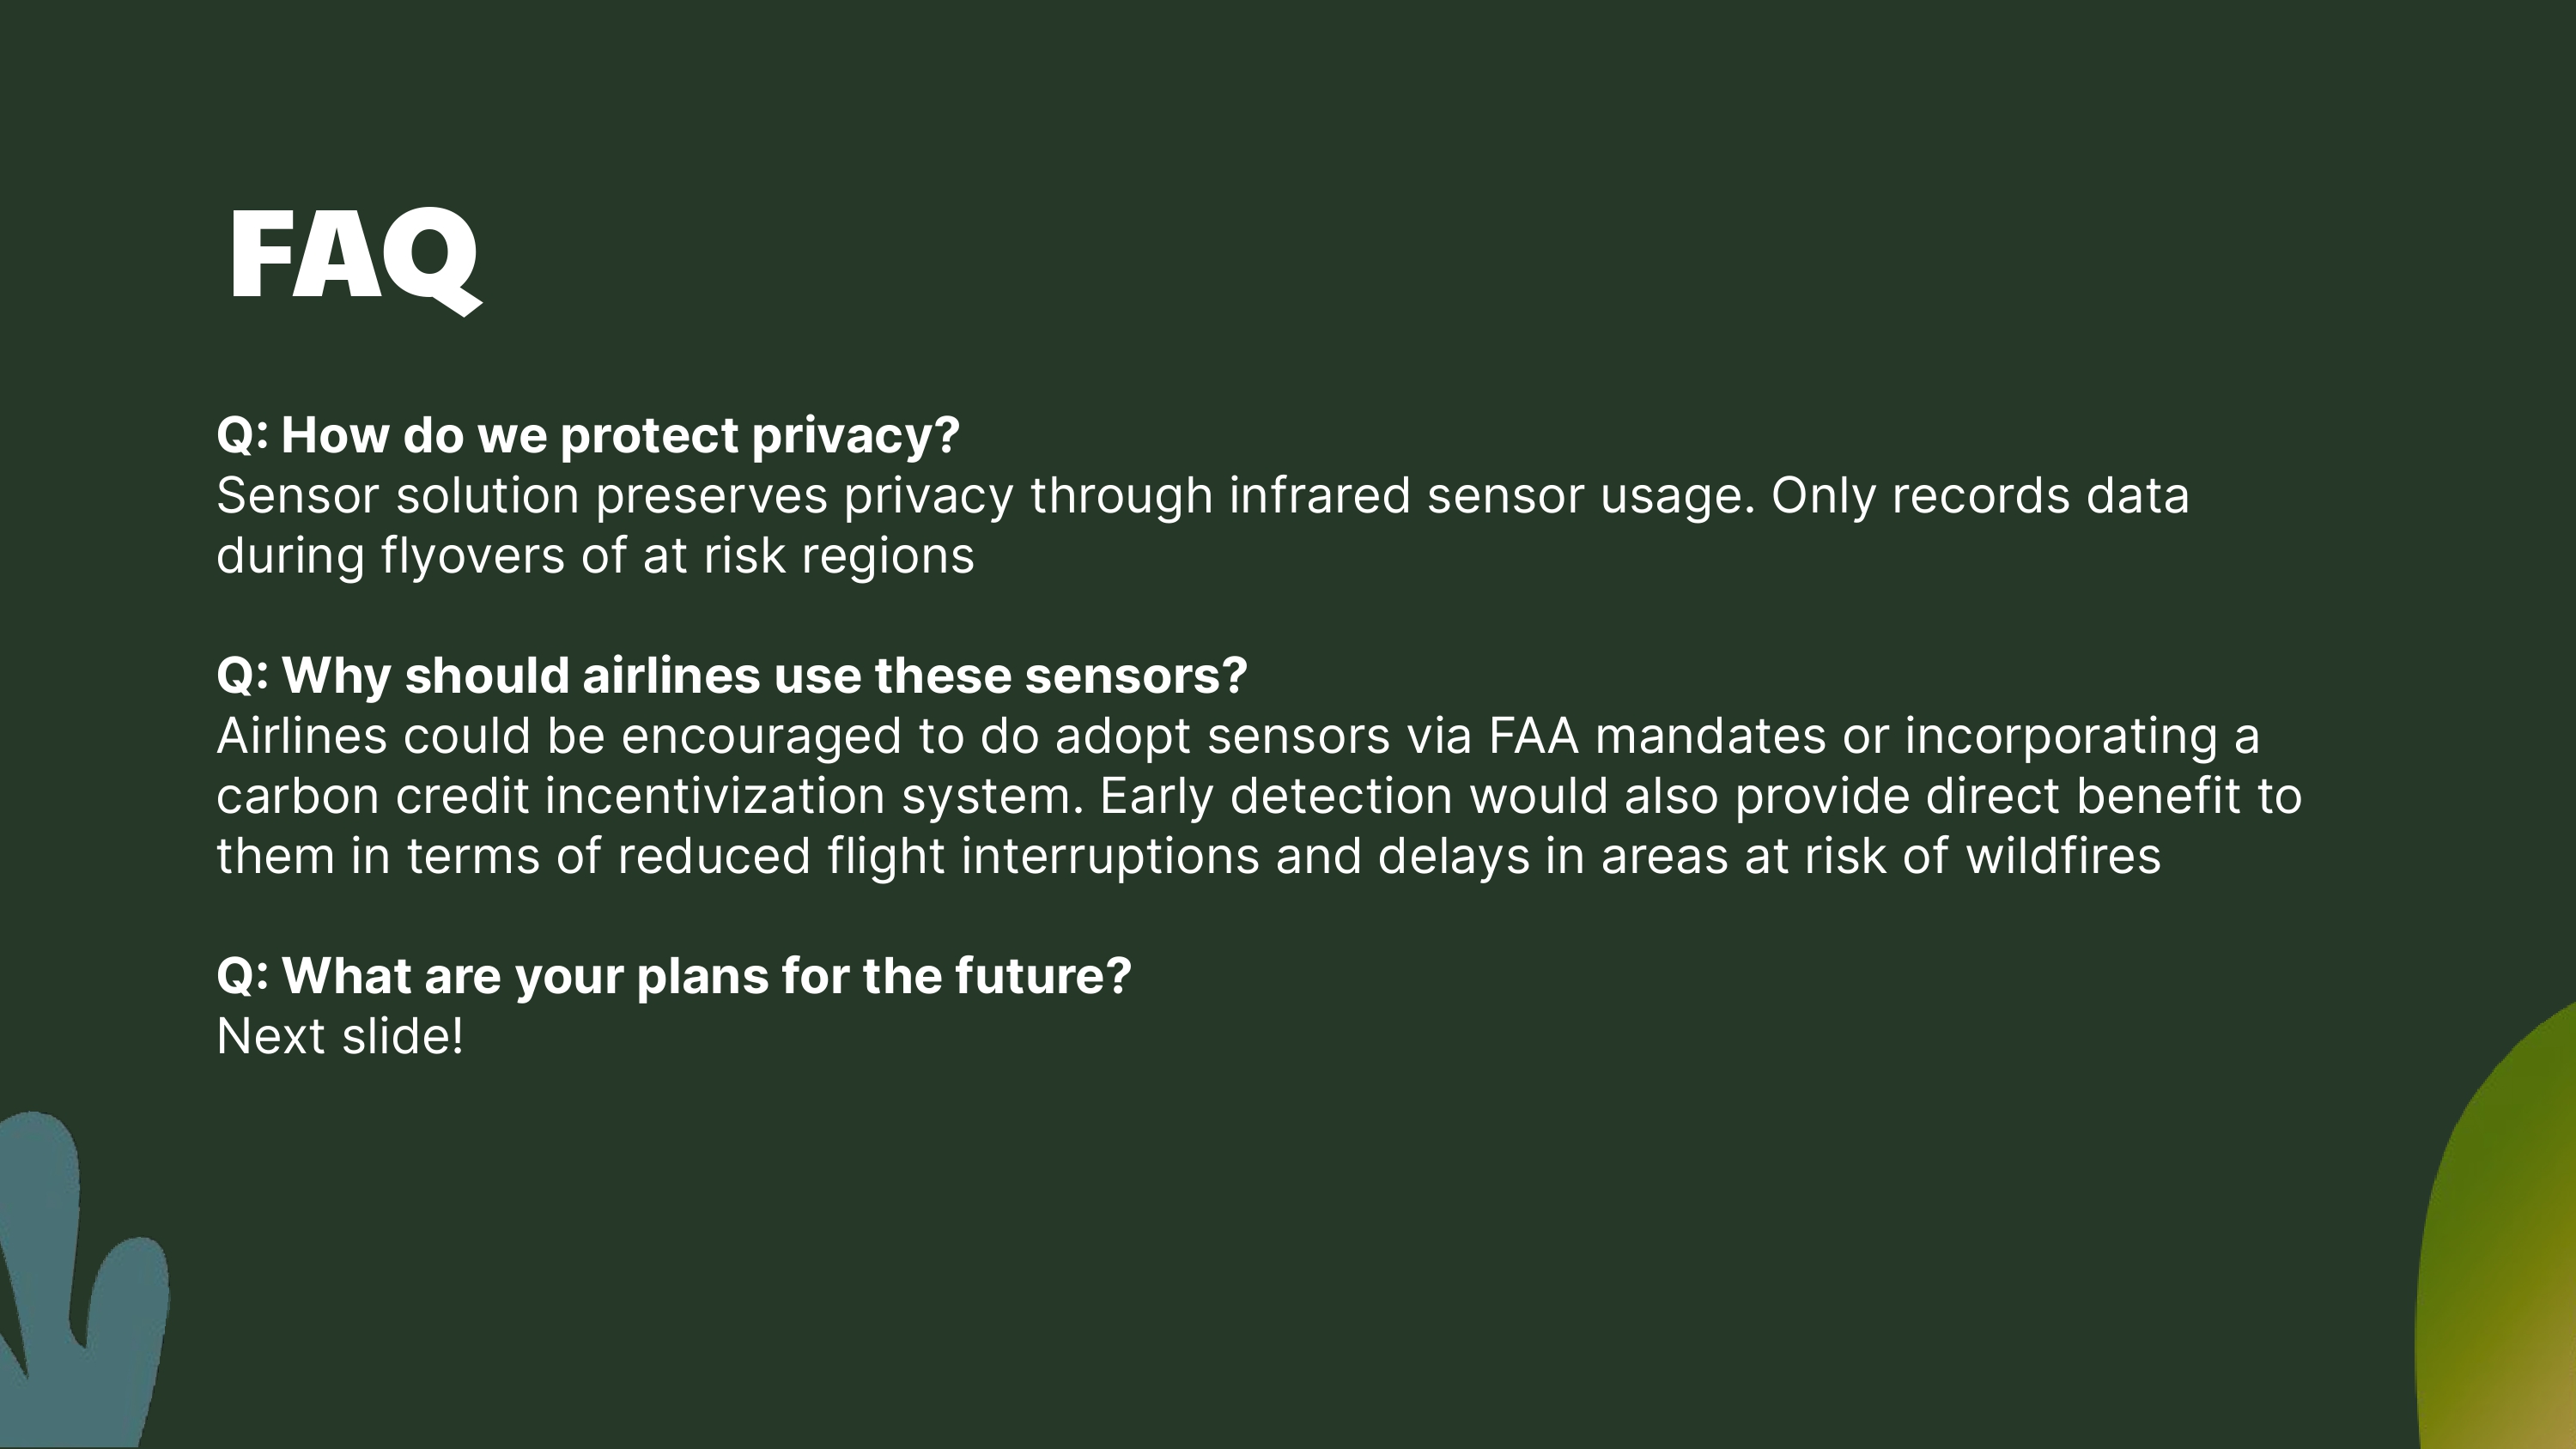 FAQ
Q: How do we protect privacy?
Sensor solution preserves privacy through infrared sensor usage. Only records data
during flyovers of at risk regions
Q: Why should airlines use these sensors?
Airlines could be encouraged to do adopt sensors via FAA mandates or incorporating a
carbon credit incentivization system. Early detection would also provide direct benefit to
them in terms of reduced flight interruptions and delays in areas at risk of wildfires
Q: What are your plans for the future?
Next slide!